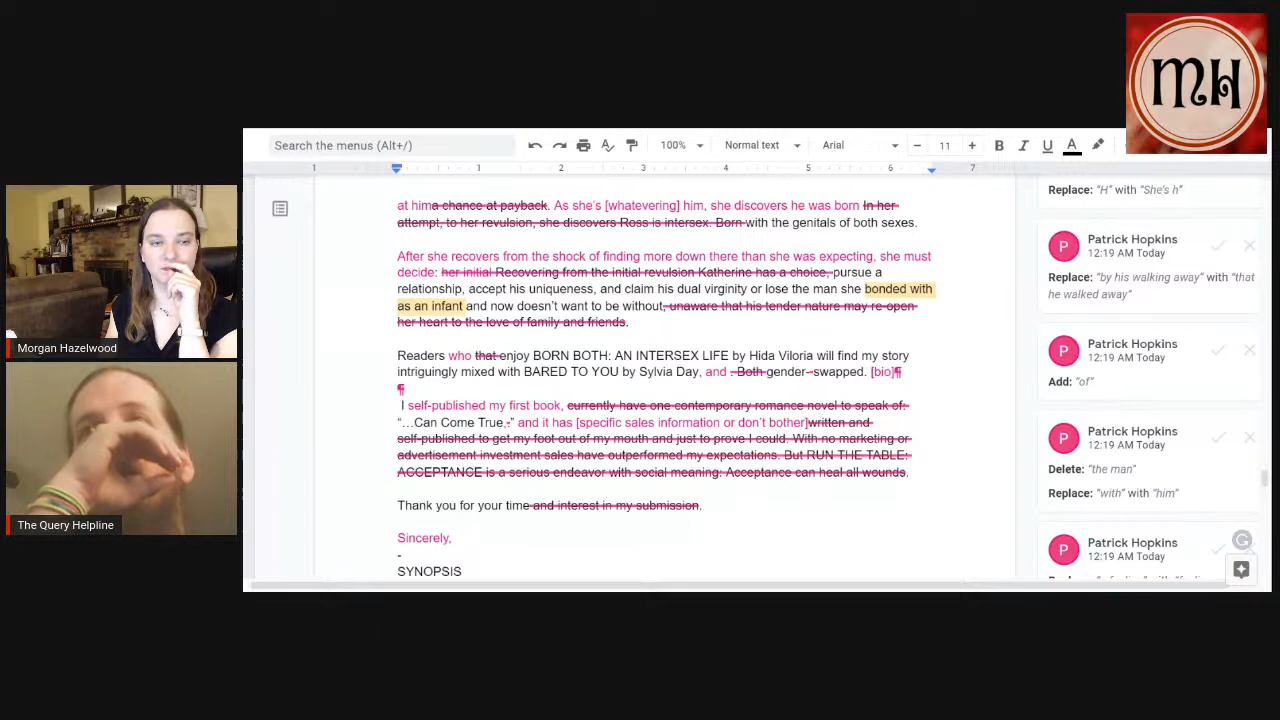 MH
Search the menus (Alt+/)
100%
Normal text
Arial
11
1 1 2 3 4 5 6 7
at hima chance at payback. As she's [whatevering] him, she discovers he was born In her
attempt, to her revulsion, she discovers Ross is intersex. Born with the genitals of both sexes.
After she recovers from the shock of finding more down there than she was expecting, she must
decide: her initial Recovering from the initial revulsion Katherine has a choice, pursue a
relationship, accept his uniqueness, and claim his dual virginity or lose the man she bonded with
as an infant and now doesn't want to be without, unaware that his tender nature may re-open
her heart to the love of family and friends.
Readers who that enjoy BORN BOTH: AN INTERSEX LIFE by Hida Viloria will find my story
intriguingly mixed with BARED TO YOU by Sylvia Day, and . Both gender-swapped. [bio]¶
¶
I self-published my first book, currently have one contemporary romance novel to speak of:
"...Can Come True," and it has [specific sales information or don't bother]written and
self-published to get my foot out of my mouth and just to prove I could. With no marketing or
advertisement investment sales have outperformed my expectations. But RUN THE TABLE:
ACCEPTANCE is a serious endeavor with social meaning: Acceptance can heal all wounds.
Thank you for your time and interest in my submission.
Sincerely,
-
SYNOPSIS
Replace: "H" with "She's h"
P
Patrick Hopkins
12:19 AM Today
Replace: "by his walking away" with "that
he walked away"
P
Patrick Hopkins
12:19 AM Today
Add: "of"
P
Patrick Hopkins
12:19 AM Today
Delete: "the man"
Replace: "with" with "him"
P
Patrick Hopkins
12:19 AM Today
Morgan Hazelwood
The Query Helpline